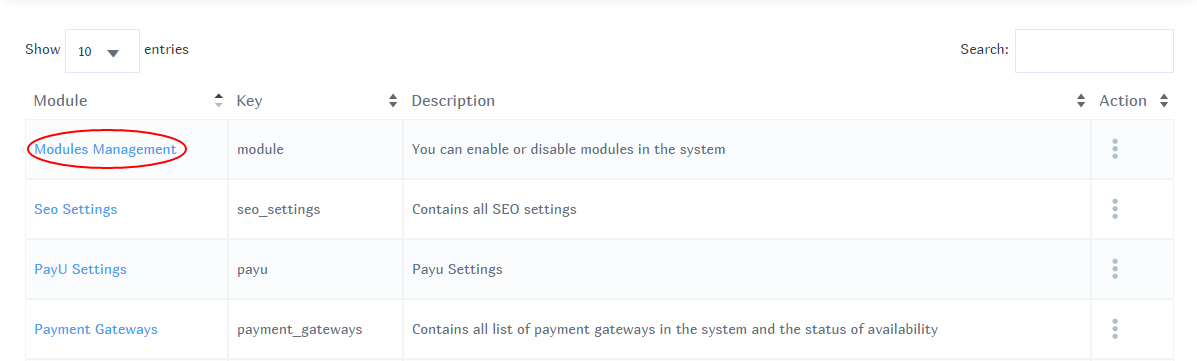 Show 10 entries Search:
Module Key Description Action
Modules Management module You can enable or disable modules in the system
Seo Settings seo_settings Contains all SEO settings
PayU Settings payu Payu Settings
Payment Gateways payment_gateways Contains all list of payment gateways in the system and the status of availability